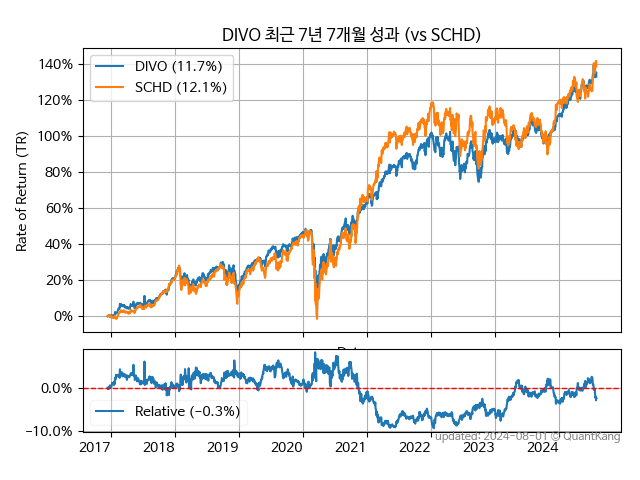 DIVO 최근 7년 7개월 성과 (vs SCHD)
DIVO (11.7%)
SCHD (12.1%)
Rate of Return (TR)
140%
120%
100%
80%
60%
40%
20%
0%
0.0%
-10.0%
Relative (-0.3%)
2017 2018 2019 2020 2021 2022 2023 2024
updated: 2024-08-01 © QuantKang